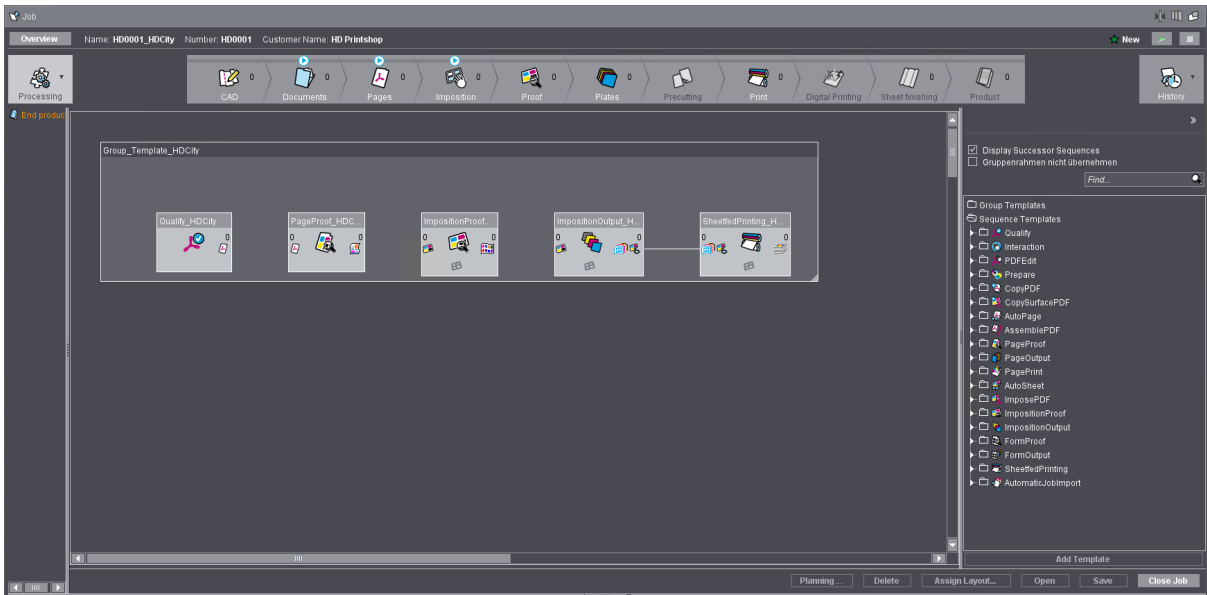 Job
Overview Name: HD0001_HDCity Number: HD0001 Customer Name: HD Printshop New
Processing CAD 0 Documents 0 Pages 0 Imposition 0 Proof 0 Plates 0 Precutting Print 0 Digital Printing Sheet finishing 0 Product 0 History
End produc
Group_Template_HDCity
Qualify_HDCity PageProof_HDC... ImpositionProof... ImpositionOutput_H... SheetfedPrinting_H...
0 0 0 0 0 0 0 0 0
Display Successor Sequences
Gruppenrahmen nicht übernehmen
Find...
Group Templates
Sequence Templates
Qualify
Interaction
PDFEdit
Prepare
CopyPDF
CopySurfacePDF
AutoPage
AssemblePDF
PageProof
PageOutput
PagePrint
AutoSheet
ImposePDF
ImpositionProof
ImpositionOutput
FormProof
FormOutput
SheetfedPrinting
AutomaticJobImport
Add Template
Planning... Delete Assign Layout... Open Save Close Job